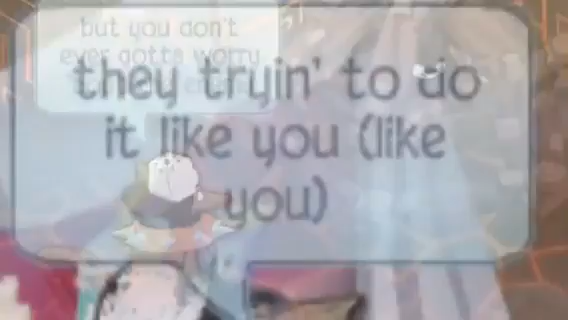 but you don't
ever gotta worry
they tryin' to do
it like you (like
you)